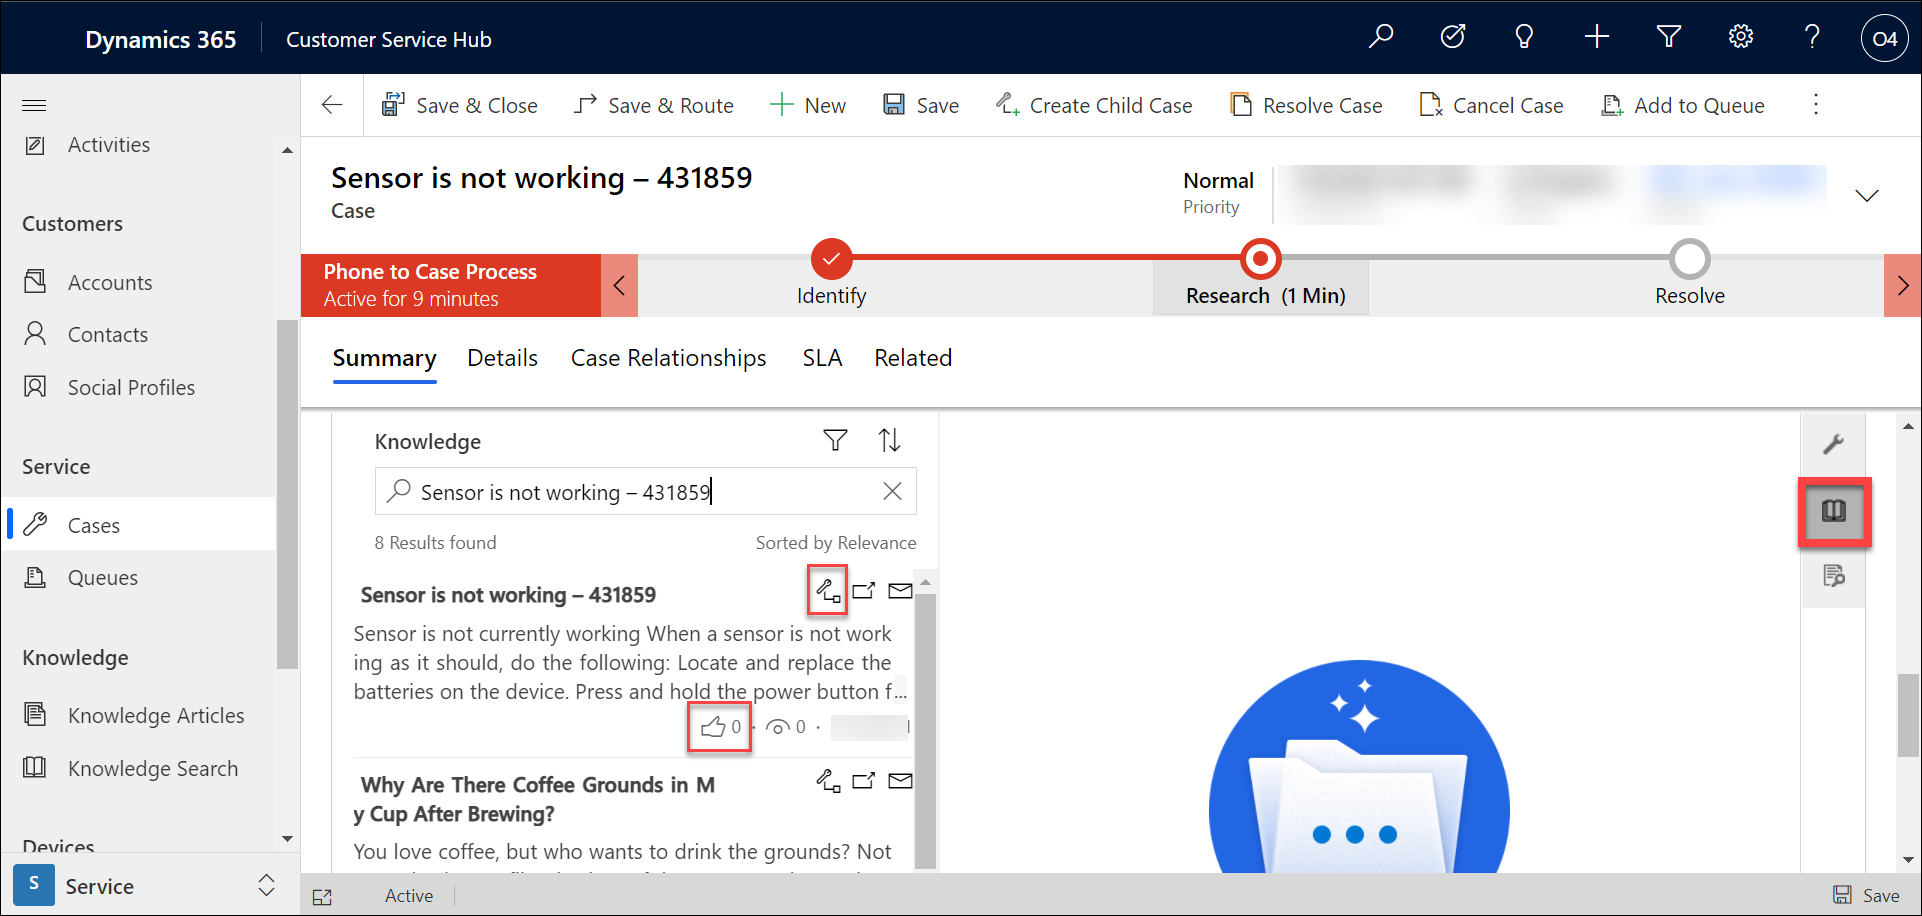 Dynamics 365
Customer Service Hub
O4
Activities
Customers
Accounts
Contacts
Social Profiles
Service
Cases
Queues
Knowledge
Knowledge Articles
Knowledge Search
Devices
S
Service
Save & Close
Save & Route
New
Save
Create Child Case
Resolve Case
Cancel Case
Add to Queue
Sensor is not working – 431859
Case
Normal
Priority
Phone to Case Process
Active for 9 minutes
Identify
Research (1 Min)
Resolve
Summary
Details
Case Relationships
SLA
Related
Knowledge
Sensor is not working – 431859
8 Results found
Sorted by Relevance
Sensor is not working – 431859
Sensor is not currently working When a sensor is not work
ing as it should, do the following: Locate and replace the
batteries on the device. Press and hold the power button f...
0 · 0 ·
Why Are There Coffee Grounds in M
y Cup After Brewing?
You love coffee, but who wants to drink the grounds? Not
Active
Save